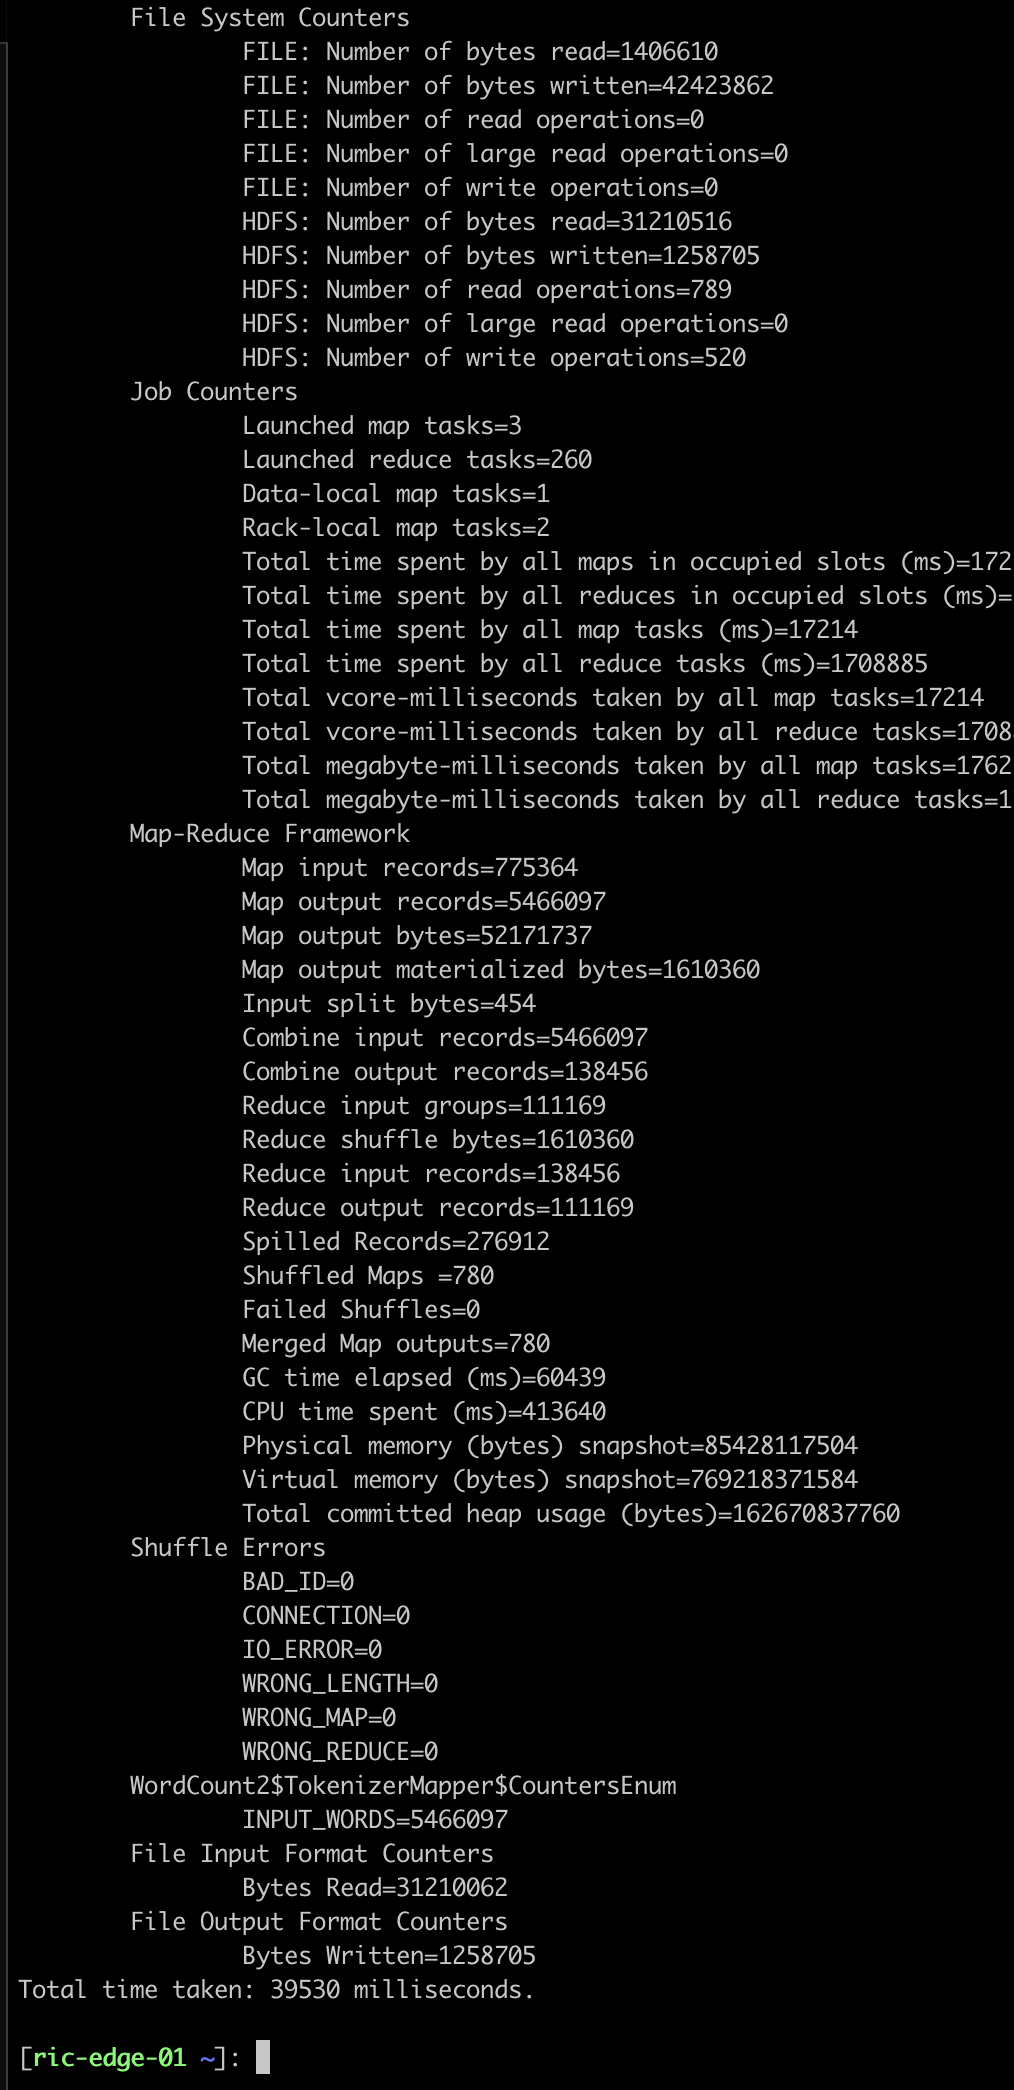 File System Counters
FILE: Number of bytes read=1406610
FILE: Number of bytes written=42423862
FILE: Number of read operations=0
FILE: Number of large read operations=0
FILE: Number of write operations=0
HDFS: Number of bytes read=31210516
HDFS: Number of bytes written=1258705
HDFS: Number of read operations=789
HDFS: Number of large read operations=0
HDFS: Number of write operations=520
Job Counters
Launched map tasks=3
Launched reduce tasks=260
Data-local map tasks=1
Rack-local map tasks=2
Total time spent by all maps in occupied slots (ms)=172
Total time spent by all reduces in occupied slots (ms)=
Total time spent by all map tasks (ms)=17214
Total time spent by all reduce tasks (ms)=1708885
Total vcore-milliseconds taken by all map tasks=17214
Total vcore-milliseconds taken by all reduce tasks=1708
Total megabyte-milliseconds taken by all map tasks=1762
Total megabyte-milliseconds taken by all reduce tasks=1
Map-Reduce Framework
Map input records=775364
Map output records=5466097
Map output bytes=52171737
Map output materialized bytes=1610360
Input split bytes=454
Combine input records=5466097
Combine output records=138456
Reduce input groups=111169
Reduce shuffle bytes=1610360
Reduce input records=138456
Reduce output records=111169
Spilled Records=276912
Shuffled Maps =780
Failed Shuffles=0
Merged Map outputs=780
GC time elapsed (ms)=60439
CPU time spent (ms)=413640
Physical memory (bytes) snapshot=85428117504
Virtual memory (bytes) snapshot=769218371584
Total committed heap usage (bytes)=162670837760
Shuffle Errors
BAD_ID=0
CONNECTION=0
IO_ERROR=0
WRONG_LENGTH=0
WRONG_MAP=0
WRONG_REDUCE=0
WordCount2$TokenizerMapper$CountersEnum
INPUT_WORDS=5466097
File Input Format Counters
Bytes Read=31210062
File Output Format Counters
Bytes Written=1258705
Total time taken: 39530 milliseconds.
[ric-edge-01 ~]: